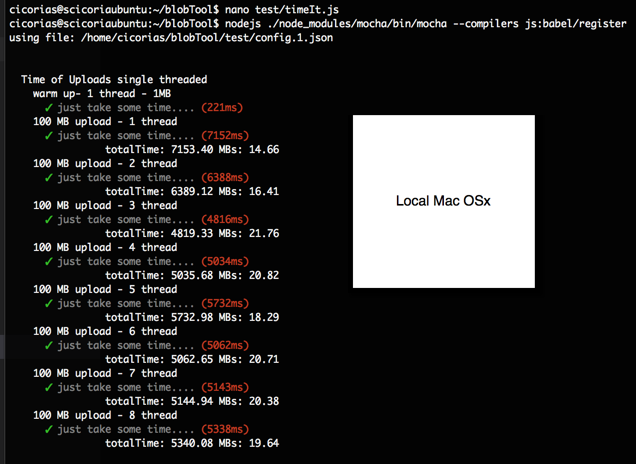 cicorias@scicoriaubuntu:~/blobTool$ nano test/timeIt.js
cicorias@scicoriaubuntu:~/blobTool$ nodejs ./node_modules/mocha/bin/mocha --compilers js:babel/register
using file: /home/cicorias/blobTool/test/config.1.json
Time of Uploads single threaded
warm up- 1 thread - 1MB
✓ just take some time.... (221ms)
100 MB upload - 1 thread
✓ just take some time.... (7152ms)
totalTime: 7153.40 MBs: 14.66
100 MB upload - 2 thread
✓ just take some time.... (6388ms)
totalTime: 6389.12 MBs: 16.41
100 MB upload - 3 thread
✓ just take some time.... (4816ms)
totalTime: 4819.33 MBs: 21.76
100 MB upload - 4 thread
✓ just take some time.... (5034ms)
totalTime: 5035.68 MBs: 20.82
100 MB upload - 5 thread
✓ just take some time.... (5732ms)
totalTime: 5732.98 MBs: 18.29
100 MB upload - 6 thread
✓ just take some time.... (5062ms)
totalTime: 5062.65 MBs: 20.71
100 MB upload - 7 thread
✓ just take some time.... (5143ms)
totalTime: 5144.94 MBs: 20.38
100 MB upload - 8 thread
✓ just take some time.... (5338ms)
totalTime: 5340.08 MBs: 19.64
Local Mac OSx